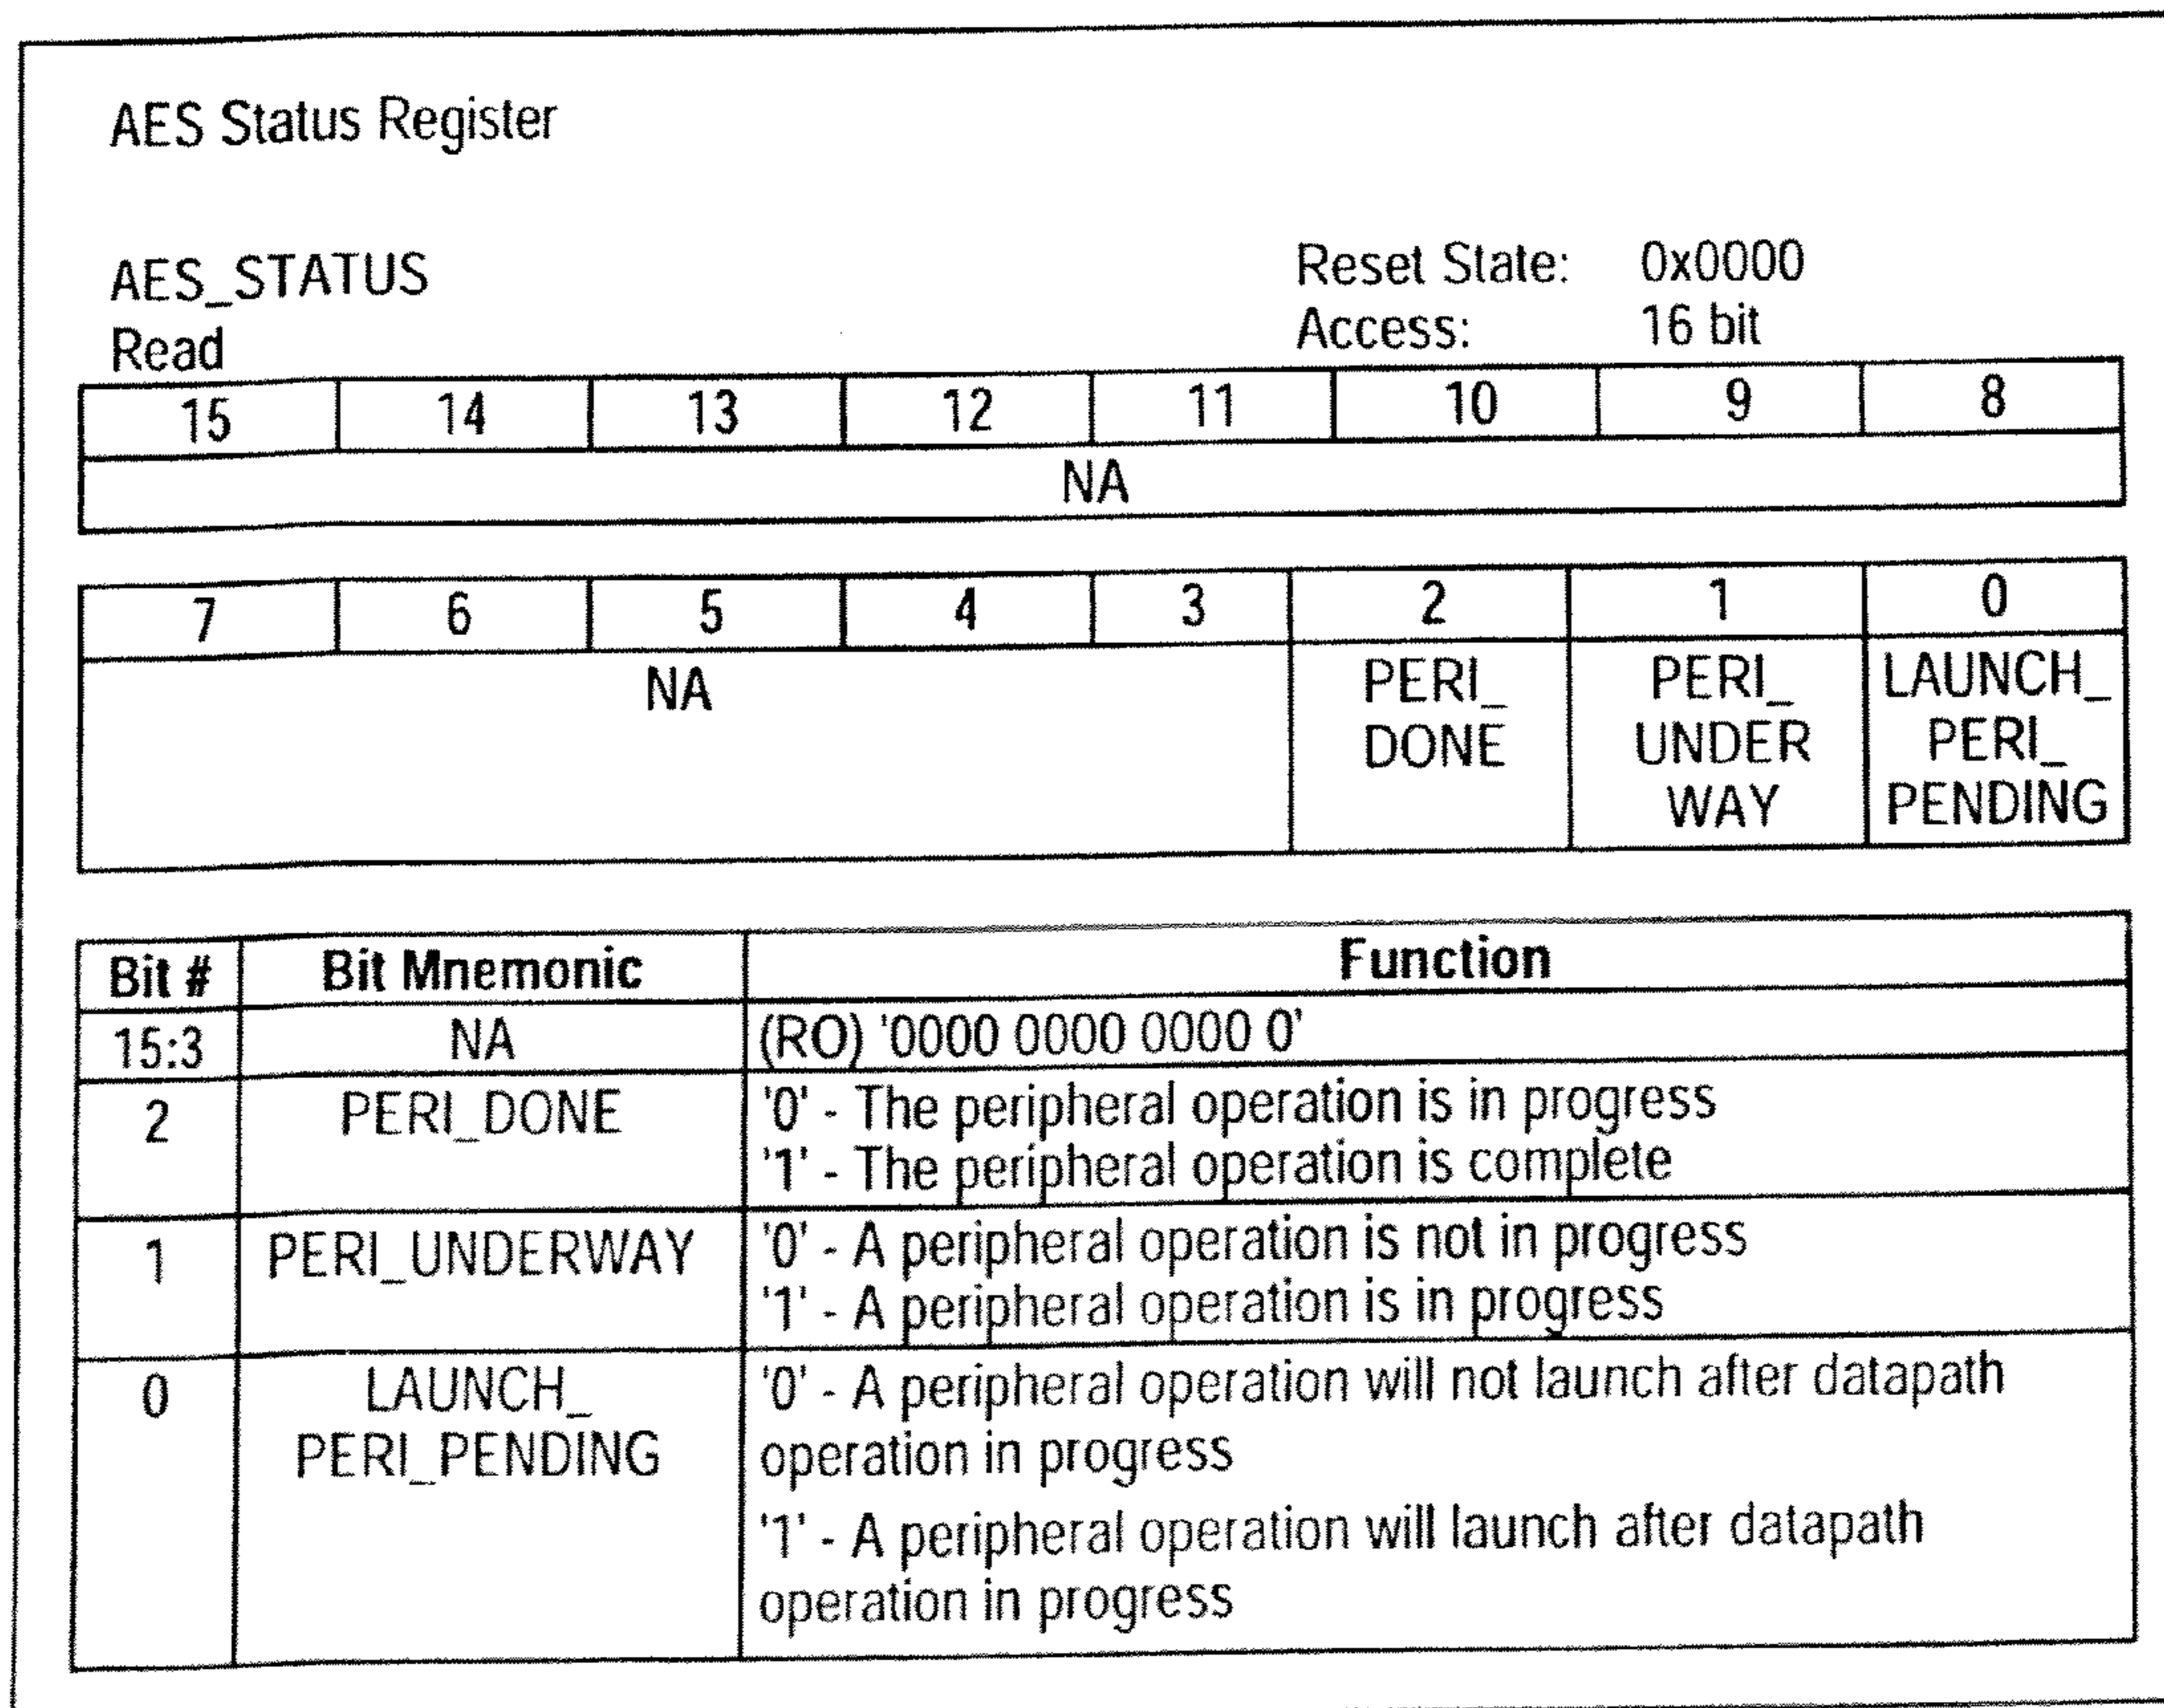 AES Status Register
AES_STATUS Reset State: 0x0000
Read Access: 16 bit
15 14 13 12 11 10 9 8
NA
7 6 5 4 3 2 1 0
NA PERI_ PERI_ LAUNCH_
DONE UNDER PERI_
WAY PENDING
Bit # Bit Mnemonic Function
15:3 NA (RO) '0000 0000 0000 0'
2 PERI_DONE '0' - The peripheral operation is in progress
'1' - The peripheral operation is complete
1 PERI_UNDERWAY '0' - A peripheral operation is not in progress
'1' - A peripheral operation is in progress
0 LAUNCH_ '0' - A peripheral operation will not launch after datapath
PERI_PENDING operation in progress
'1' - A peripheral operation will launch after datapath
operation in progress